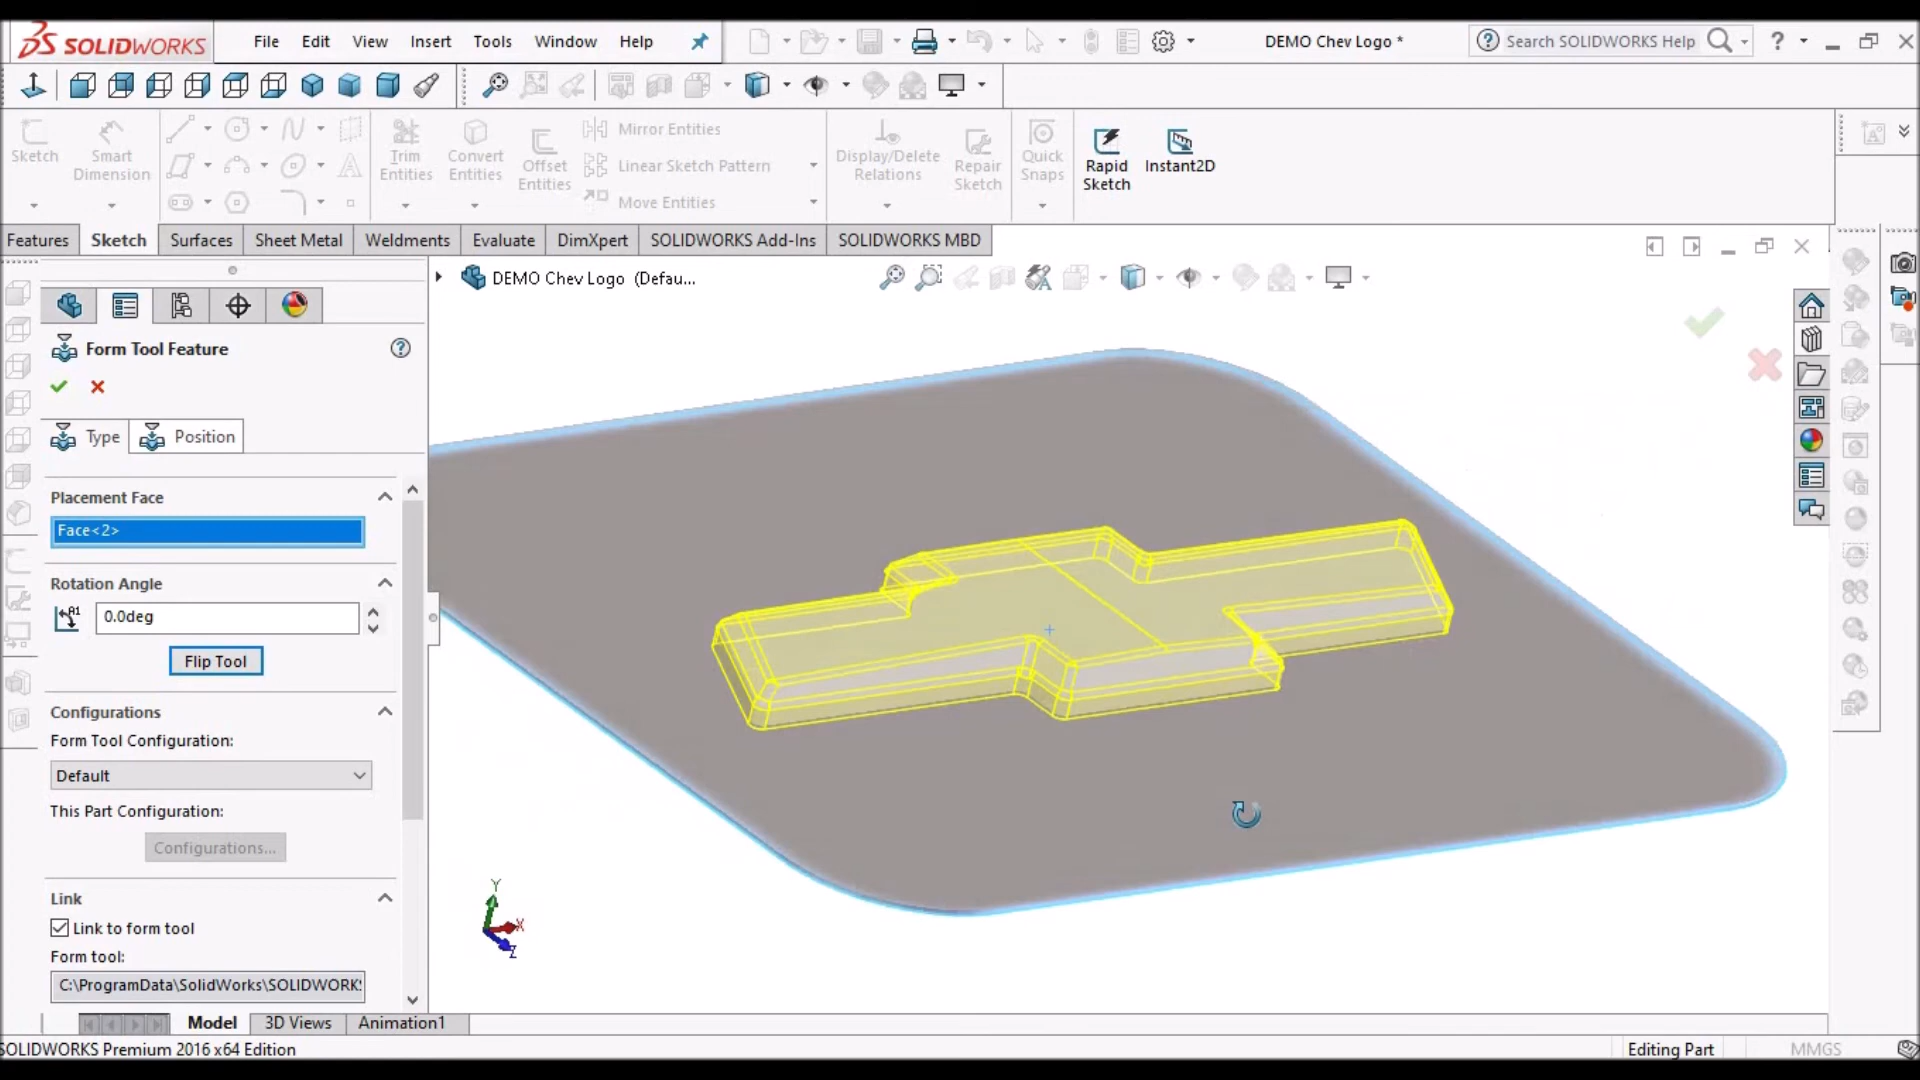 SOLIDWORKS File Edit View Insert Tools Window Help DEMO Chev Logo * Search SOLIDWORKS Help ?
Sketch
Smart Dimension
Trim Entities
Convert Entities
Offset Entities
Mirror Entities
Linear Sketch Pattern
Move Entities
Display/Delete Relations
Repair Sketch
Quick Snaps
Rapid Sketch
Instant2D
Features Sketch Surfaces Sheet Metal Weldments Evaluate DimXpert SOLIDWORKS Add-Ins SOLIDWORKS MBD
DEMO Chev Logo (Defau...
Form Tool Feature
Type Position
Placement Face
Face<2>
Rotation Angle
0.0deg
Flip Tool
Configurations
Form Tool Configuration:
Default
This Part Configuration:
Configurations...
Link
Link to form tool
Form tool:
C:\ProgramData\SolidWorks\SOLIDWORK
Y
X
Z
Model 3D Views Animation1
SOLIDWORKS Premium 2016 x64 Edition Editing Part MMGS